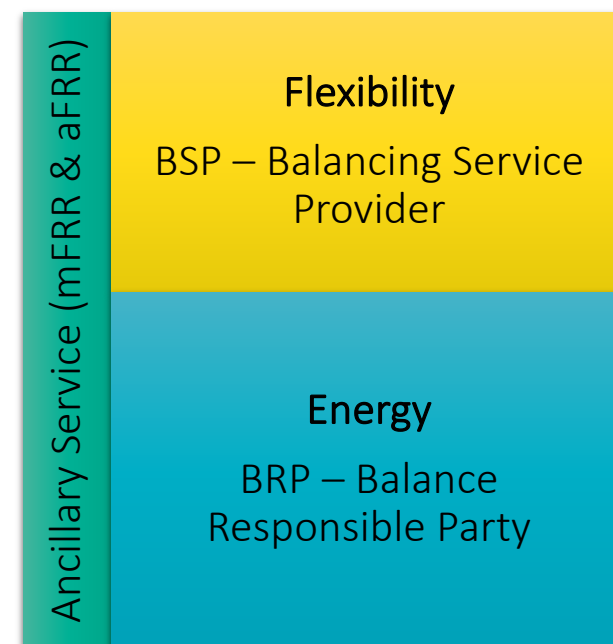 Ancillary Service (mFRR & aFRR)
Flexibility
BSP – Balancing Service
Provider
Energy
BRP – Balance
Responsible Party